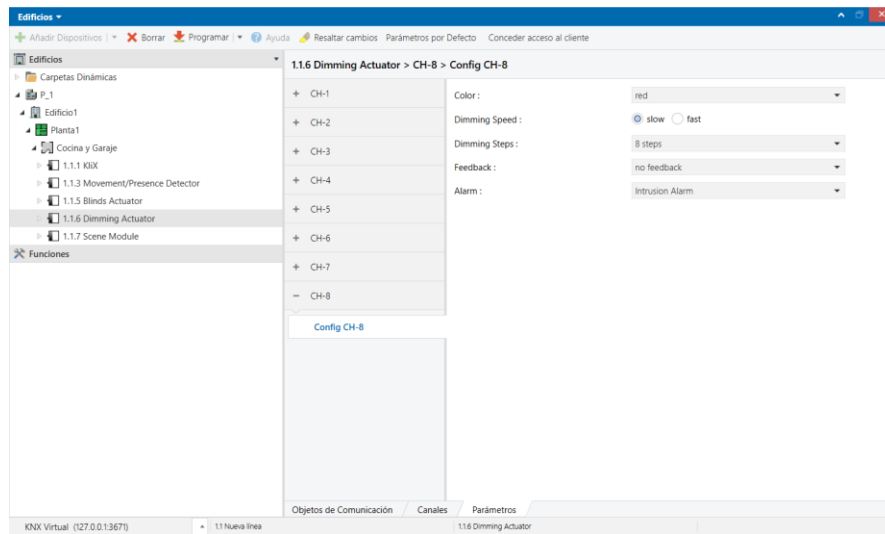 Edificios
Añadir Dispositivos Borrar Programar Ayuda Resaltar cambios Parámetros por Defecto Conceder acceso al cliente
Edificios
Carpetas Dinámicas
P_1
Edificio1
Planta1
Cocina y Garaje
1.1.1 KliX
1.1.3 Movement/Presence Detector
1.1.5 Blinds Actuator
1.1.6 Dimming Actuator
1.1.7 Scene Module
Funciones
1.1.6 Dimming Actuator > CH-8 > Config CH-8
+ CH-1
+ CH-2
+ CH-3
+ CH-4
+ CH-5
+ CH-6
+ CH-7
− CH-8
Config CH-8
Color : red
Dimming Speed : slow fast
Dimming Steps : 8 steps
Feedback : no feedback
Alarm : Intrusion Alarm
Objetos de Comunicación Canales Parámetros
KNX Virtual (127.0.0.1:3671) 1.1 Nueva línea 1.1.6 Dimming Actuator